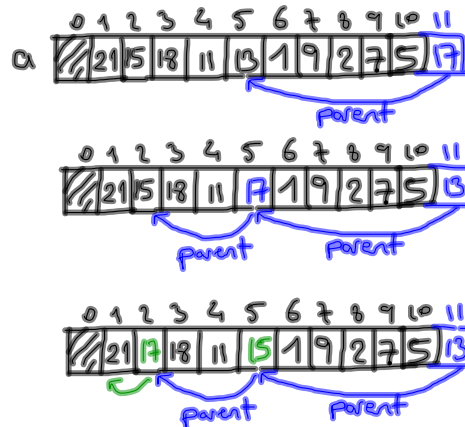 0 1 2 3 4 5 6 7 8 9 10 11
a 21 15 18 11 13 1 9 2 7 5 17
parent
0 1 2 3 4 5 6 7 8 9 10 11
21 15 18 11 17 1 9 2 7 5 13
parent parent
0 1 2 3 4 5 6 7 8 9 10 11
21 17 18 11 15 1 9 2 7 5 13
parent parent